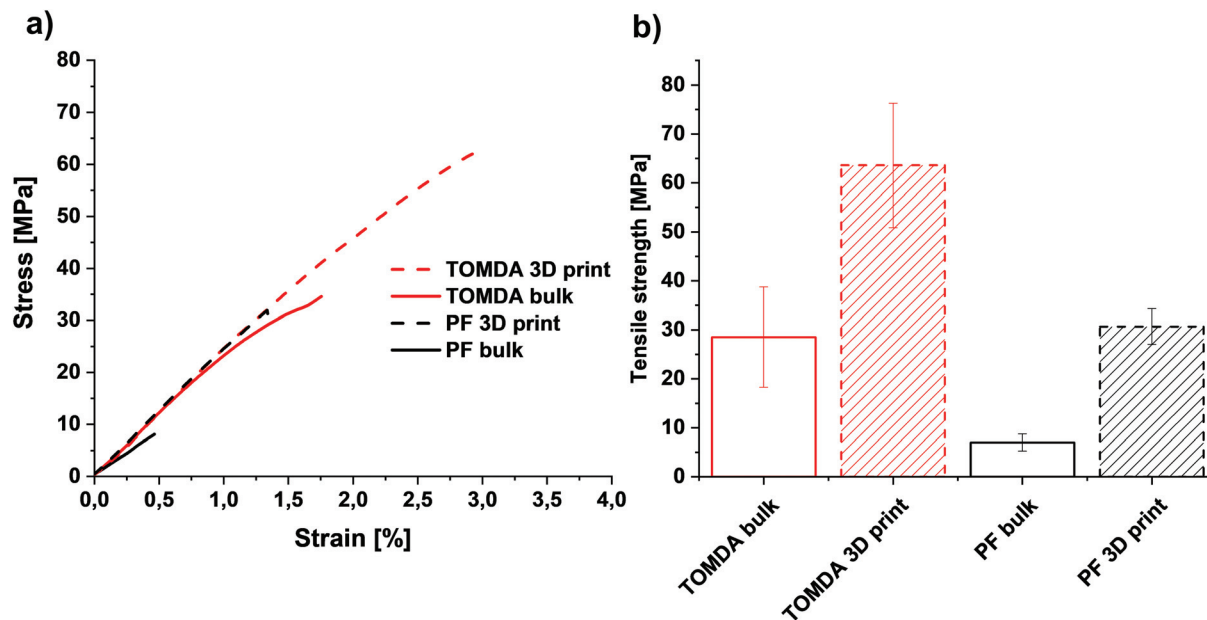 a)
80
70
60
50
40
30
20
10
0
Stress [MPa]
0,0 0,5 1,0 1,5 2,0 2,5 3,0 3,5 4,0
Strain [%]
TOMDA 3D print
TOMDA bulk
PF 3D print
PF bulk
b)
80
70
60
50
40
30
20
10
0
Tensile strength [MPa]
TOMDA bulk
TOMDA 3D print
PF bulk
PF 3D print